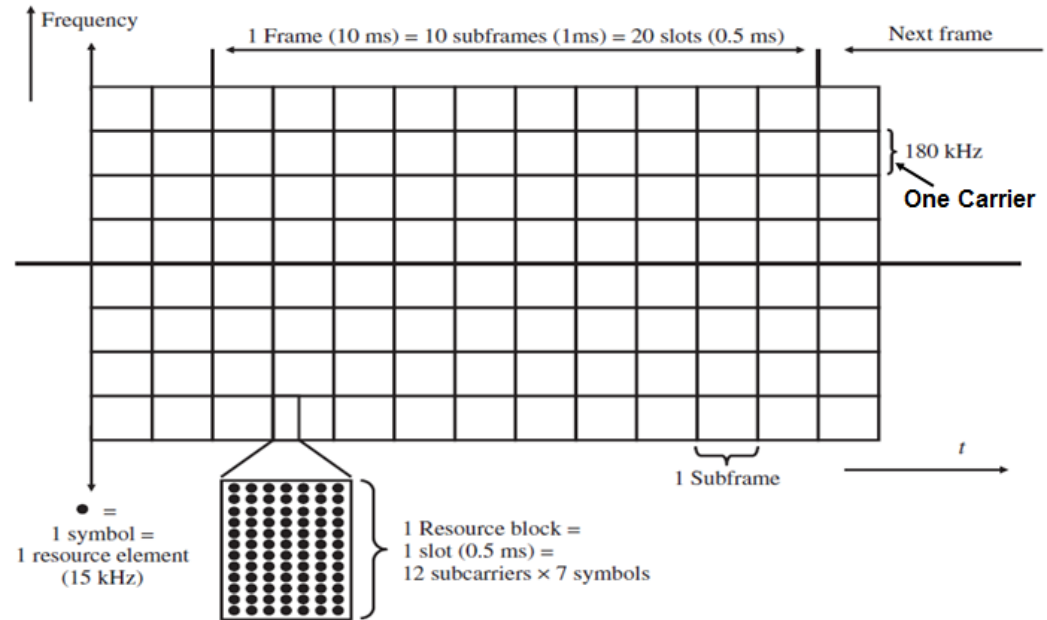 Frequency
1 Frame (10 ms) = 10 subframes (1ms) = 20 slots (0.5 ms)
Next frame
180 kHz
One Carrier
t
1 Subframe
● =
1 symbol =
1 resource element
(15 kHz)
1 Resource block =
1 slot (0.5 ms) =
12 subcarriers × 7 symbols